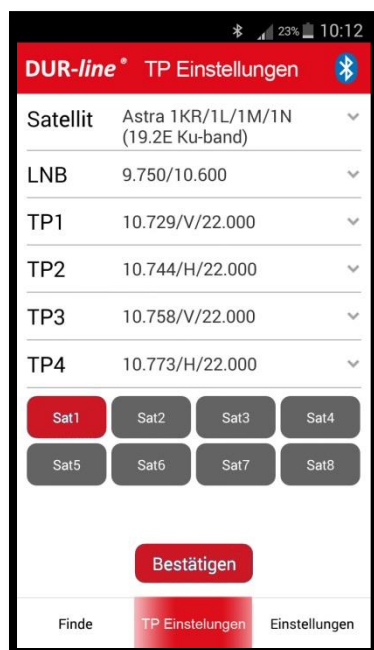 23% 10:12
DUR-line® TP Einstellungen
Satellit Astra 1KR/1L/1M/1N
(19.2E Ku-band)
LNB 9.750/10.600
TP1 10.729/V/22.000
TP2 10.744/H/22.000
TP3 10.758/V/22.000
TP4 10.773/H/22.000
Sat1 Sat2 Sat3 Sat4
Sat5 Sat6 Sat7 Sat8
Bestätigen
Finde TP Einstelungen Einstellungen